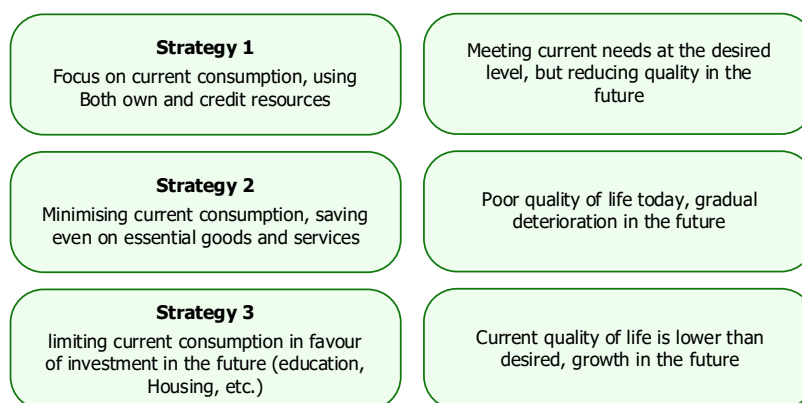 Strategy 1
Focus on current consumption, using
Both own and credit resources
Meeting current needs at the desired
level, but reducing quality in the
future
Strategy 2
Minimising current consumption, saving
even on essential goods and services
Poor quality of life today, gradual
deterioration in the future
Strategy 3
limiting current consumption in favour
of investment in the future (education,
Housing, etc.)
Current quality of life is lower than
desired, growth in the future